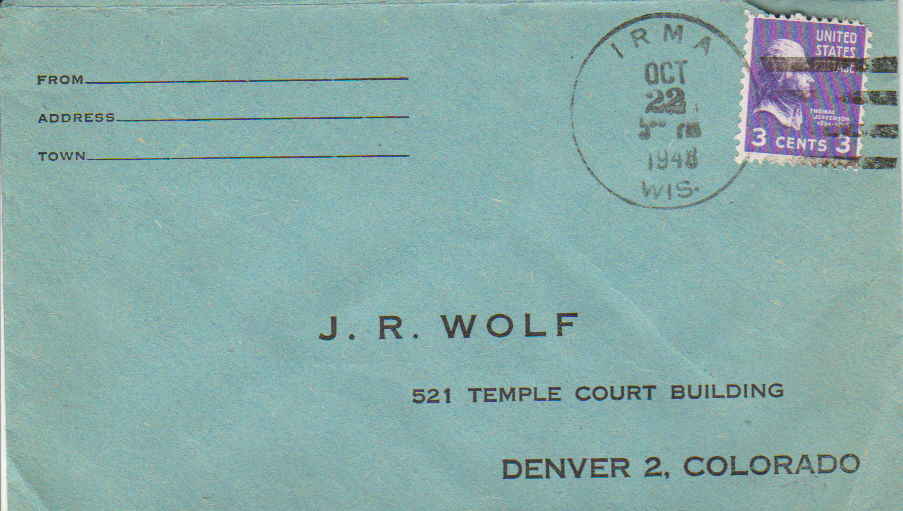 FROM
ADDRESS
TOWN
IRMA
OCT
22
1948
WIS.
UNITED
STATES
POSTAGE
THOMAS
JEFFERSON
3 CENTS 3
J. R. WOLF
521 TEMPLE COURT BUILDING
DENVER 2, COLORADO